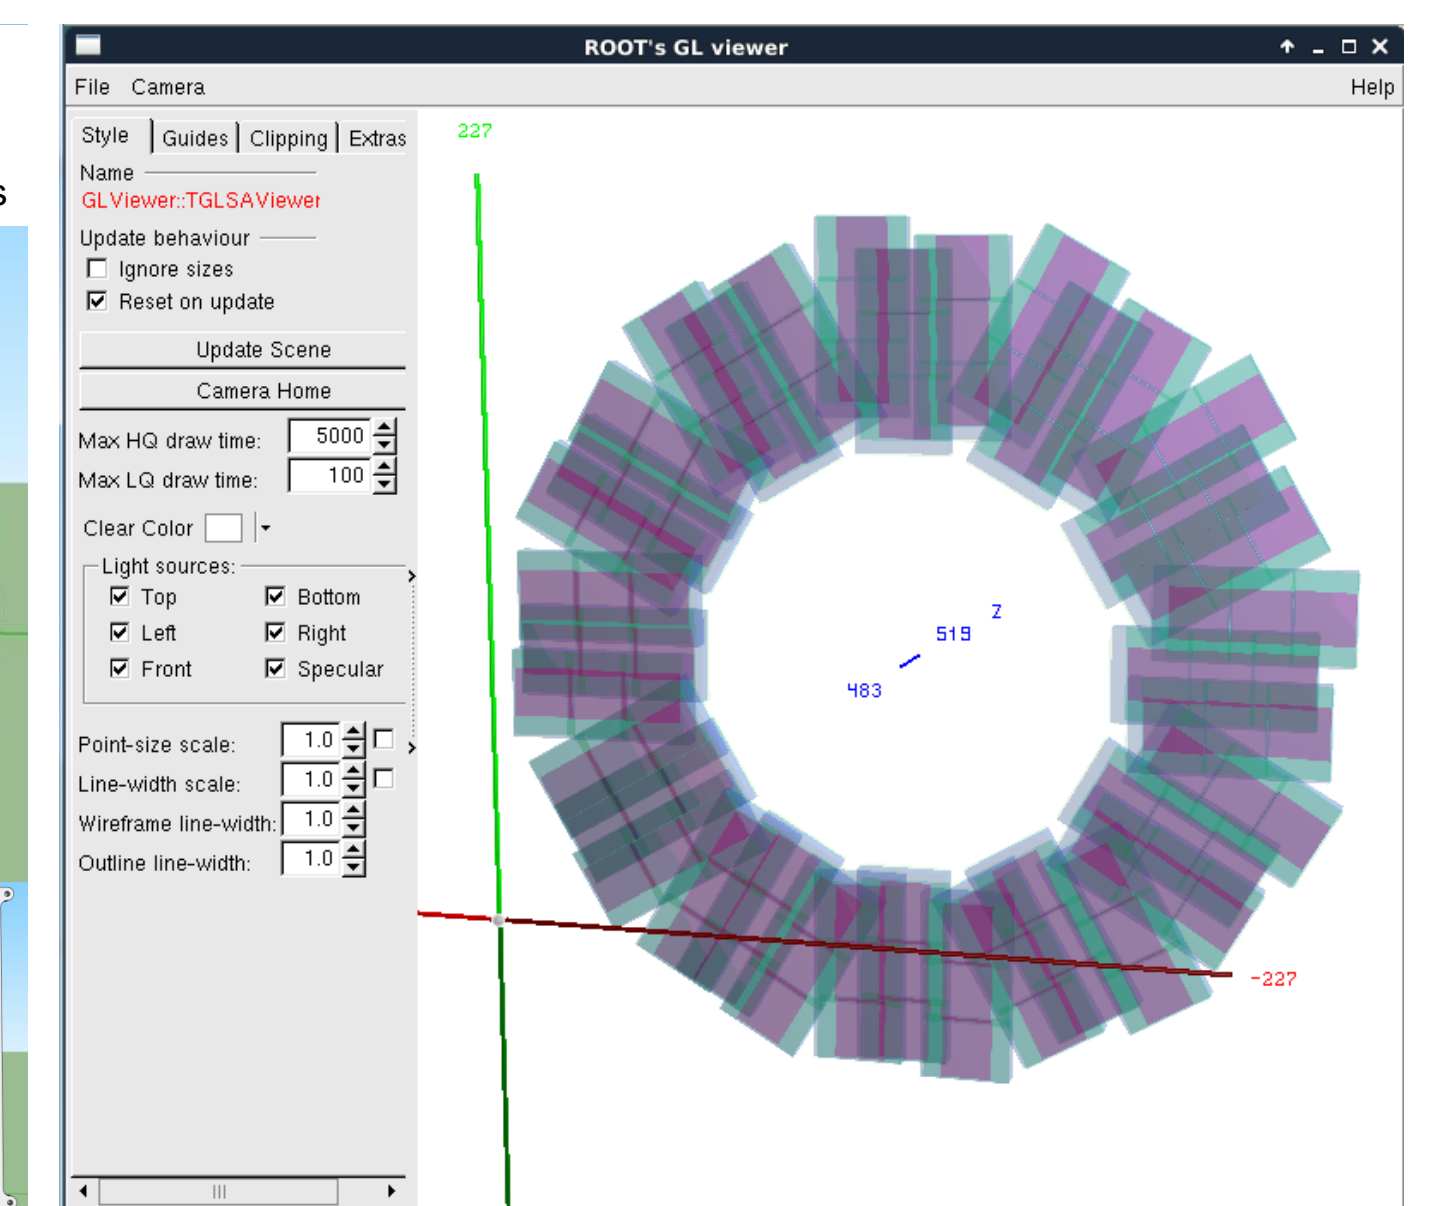 s
ROOT's GL viewer
File Camera Help
Style Guides Clipping Extras
Name
GLViewer::TGLSAViewer
Update behaviour
Ignore sizes
Reset on update
Update Scene
Camera Home
Max HQ draw time: 5000
Max LQ draw time: 100
Clear Color
Light sources:
Top Bottom
Left Right
Front Specular
Point-size scale: 1.0
Line-width scale: 1.0
Wireframe line-width: 1.0
Outline line-width: 1.0
227
Z
519
483
-227